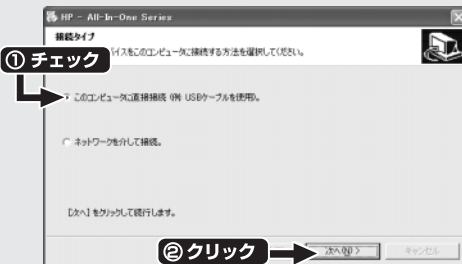 HP - All-In-One Series
接続タイプ
イスをこのコンピュータに接続する方法を選択してください。
① チェック
このコンピュータに直接接続 (例: USBケーブルを使用)。
ネットワークを介して接続。
[次へ] をクリックして続行します。
② クリック
次へ(N) >
キャンセル